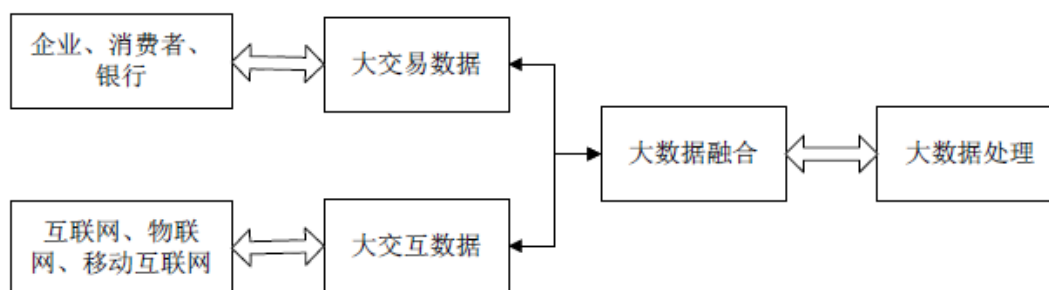 企业、消费者、
银行
大交易数据
大数据融合
大数据处理
互联网、物联
网、移动互联网
大交互数据